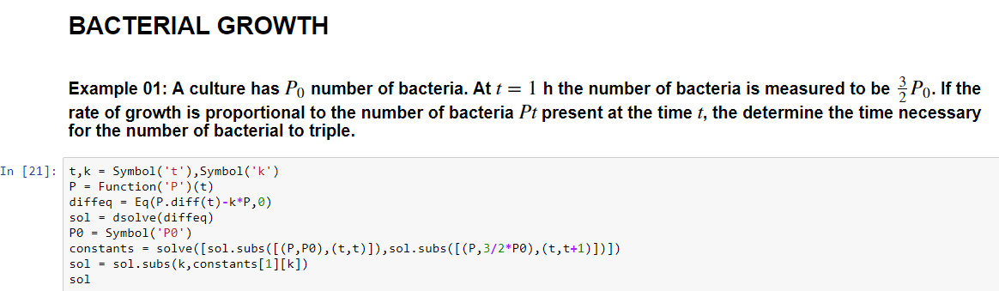 BACTERIAL GROWTH
Example 01: A culture has P₀ number of bacteria. At t = 1 h the number of bacteria is measured to be 3/2 P₀. If the
rate of growth is proportional to the number of bacteria Pt present at the time t, the determine the time necessary
for the number of bacterial to triple.
In [21]: t,k = Symbol('t'),Symbol('k')
P = Function('P')(t)
diffeq = Eq(P.diff(t)-k*P,0)
sol = dsolve(diffeq)
P0 = Symbol('P0')
constants = solve([sol.subs([(P,P0),(t,t)]),sol.subs([(P,3/2*P0),(t,t+1)])])
sol = sol.subs(k,constants[1][k])
sol